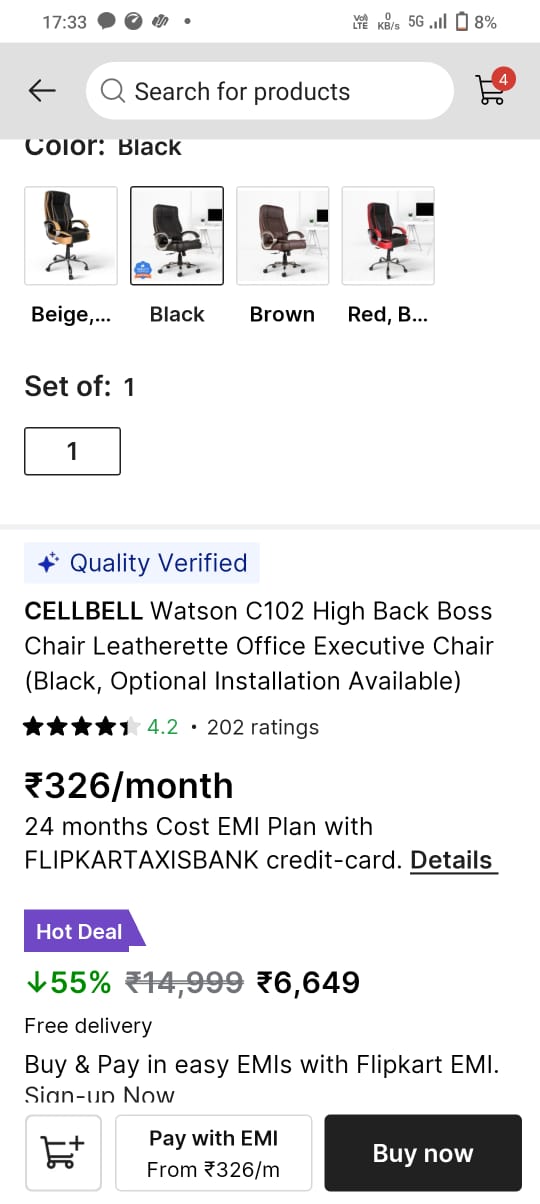 17:33
Vo) LTE 0 KB/s 5G 8%
Search for products
4
Color: Black
Beige,... Black Brown Red, B...
Set of: 1
1
Quality Verified
CELLBELL Watson C102 High Back Boss
Chair Leatherette Office Executive Chair
(Black, Optional Installation Available)
4.2 • 202 ratings
₹326/month
24 months Cost EMI Plan with
FLIPKARTAXISBANK credit-card. Details
Hot Deal
↓55% ₹14,999 ₹6,649
Free delivery
Buy & Pay in easy EMIs with Flipkart EMI.
Sign-up Now
Pay with EMI
From ₹326/m
Buy now